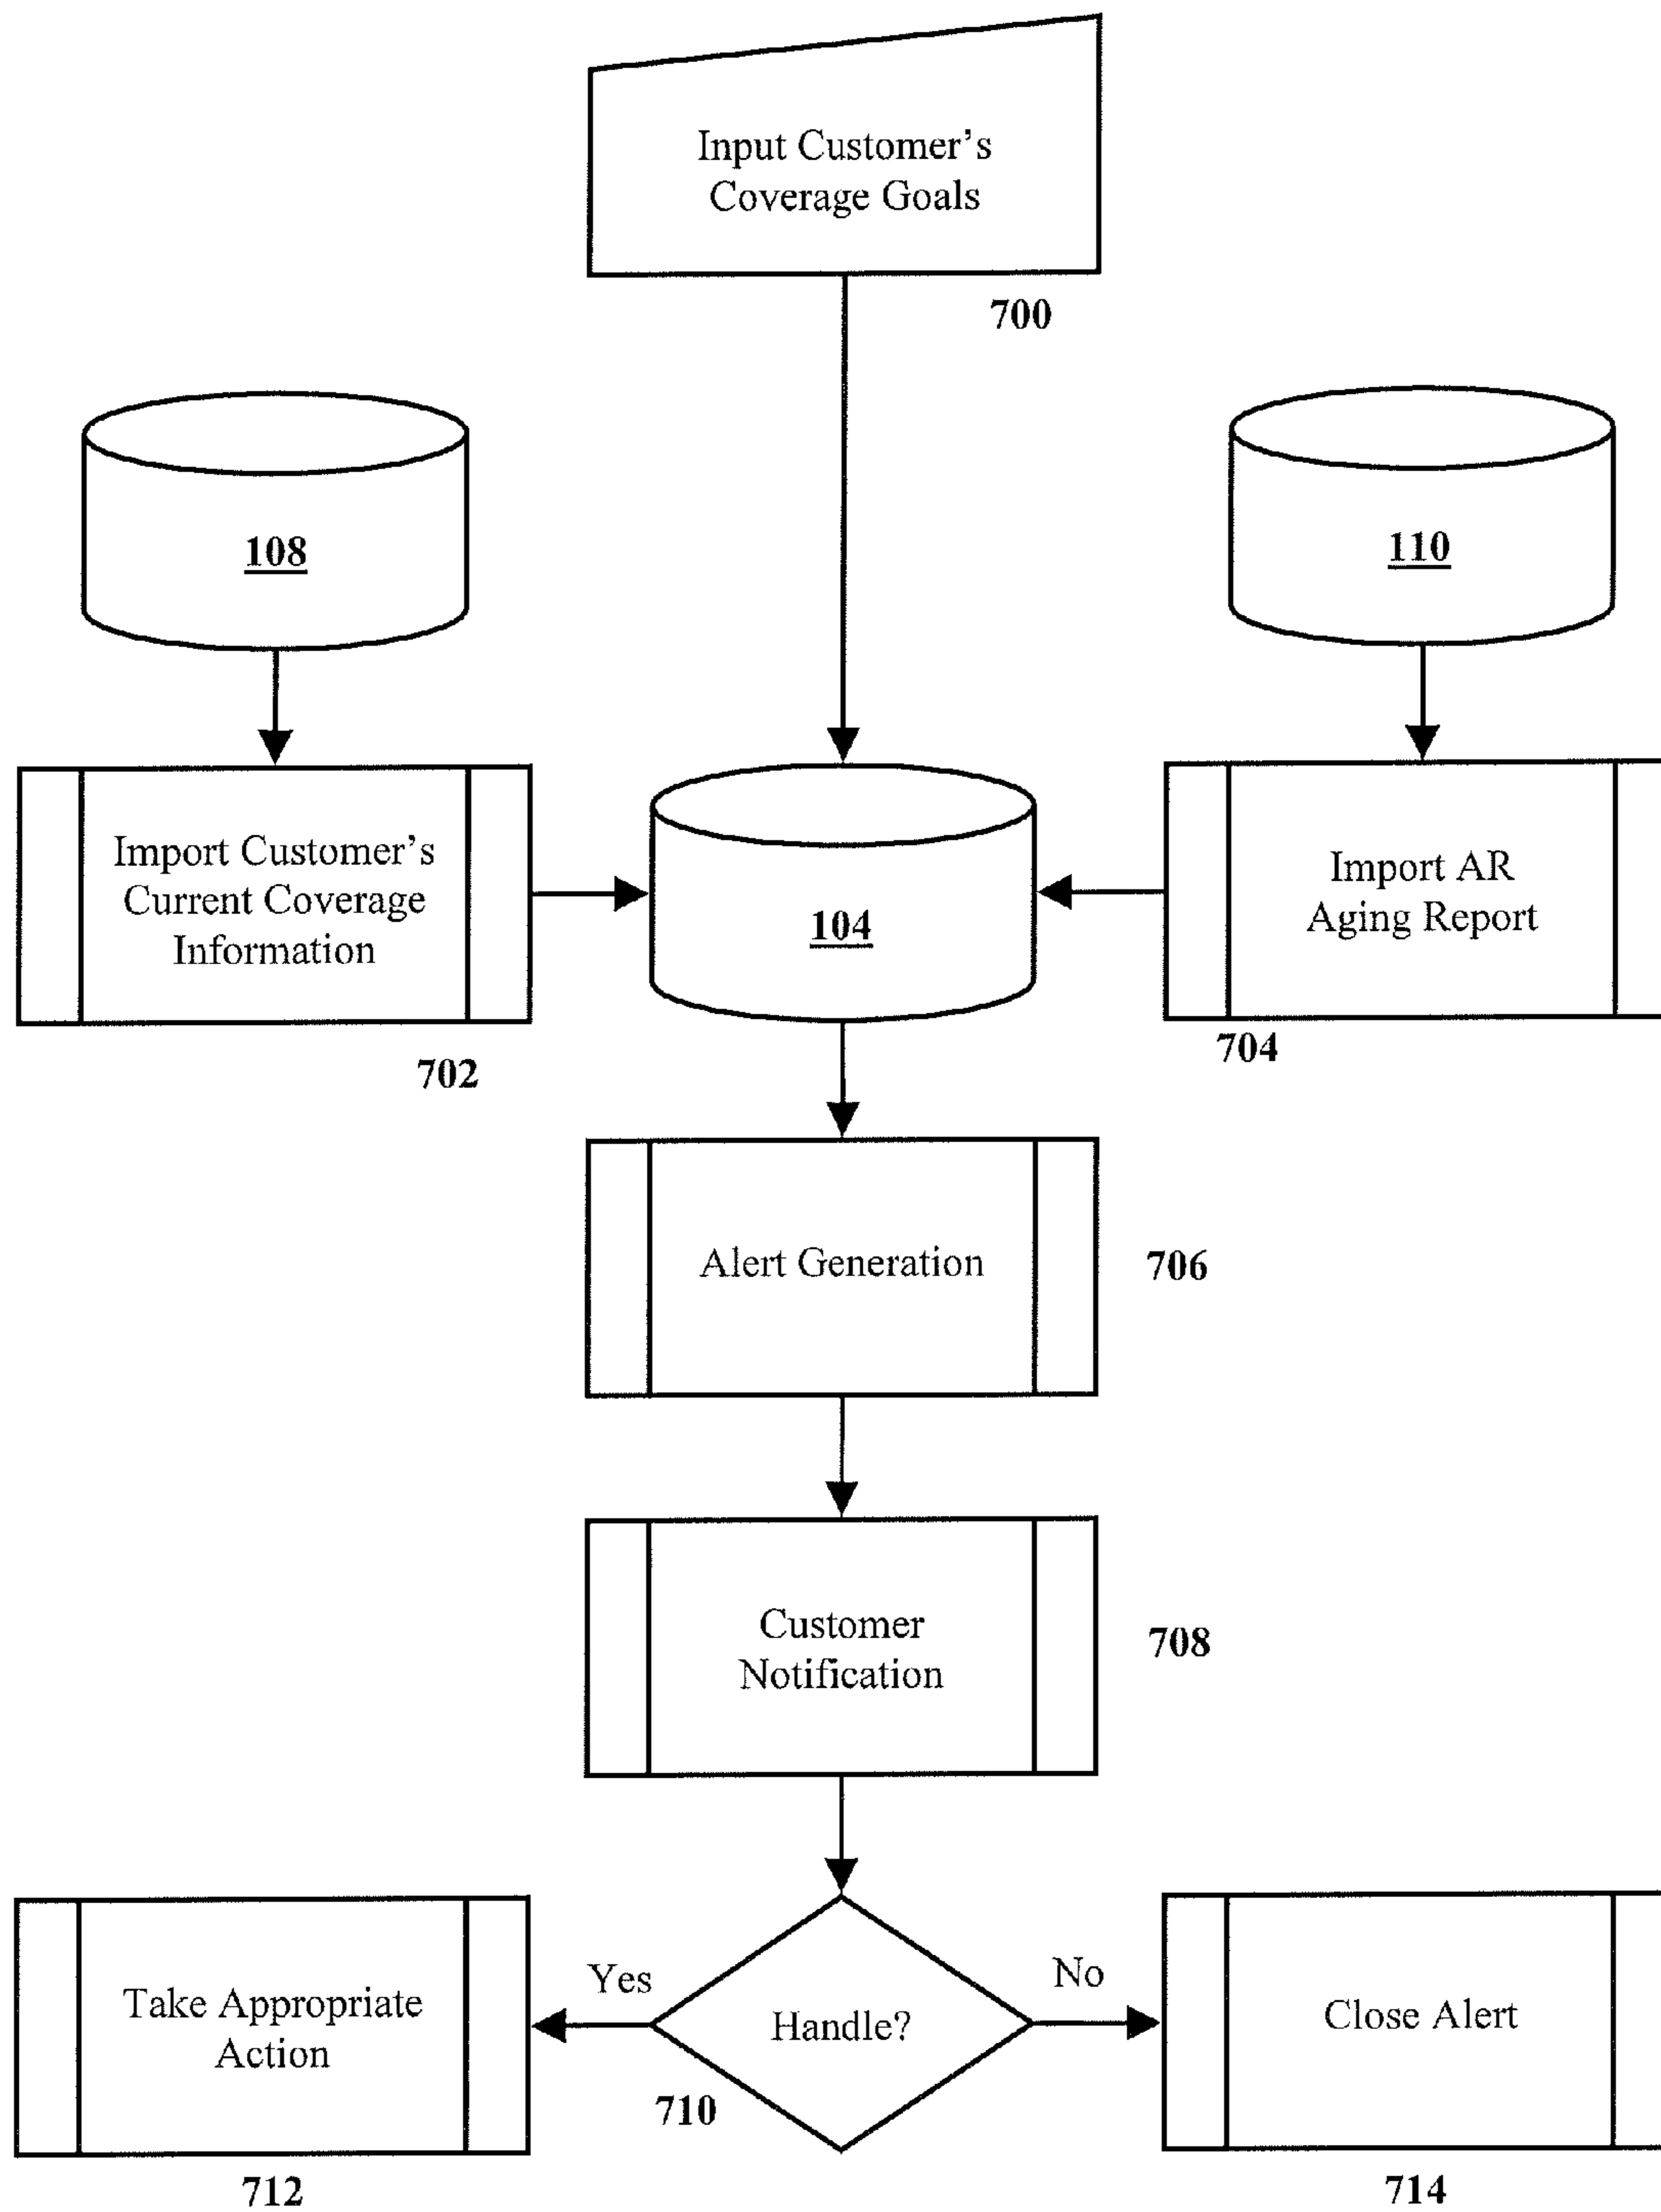 Input Customer's
Coverage Goals
700
108
110
Import Customer's
Current Coverage
Information
702
104
Import AR
Aging Report
704
Alert Generation
706
Customer
Notification
708
Handle?
710
Yes
No
Take Appropriate
Action
712
Close Alert
714